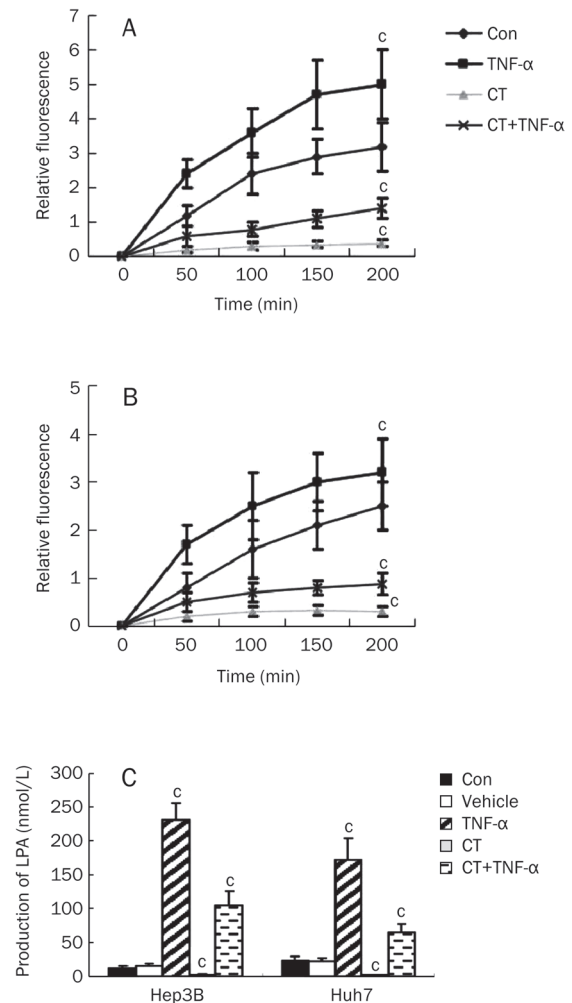 A
Relative fluorescence
7
6
5
4
3
2
1
0
c
c
c
0 50 100 150 200
Time (min)
Con
TNF-α
CT
CT+TNF-α
B
Relative fluorescence
5
4
3
2
1
0
c
c
c
0 50 100 150 200
Time (min)
C
Production of LPA (nmol/L)
300
250
200
150
100
50
0
c
c
c
c
c
c
Hep3B Huh7
Con
Vehicle
TNF-α
CT
CT+TNF-α